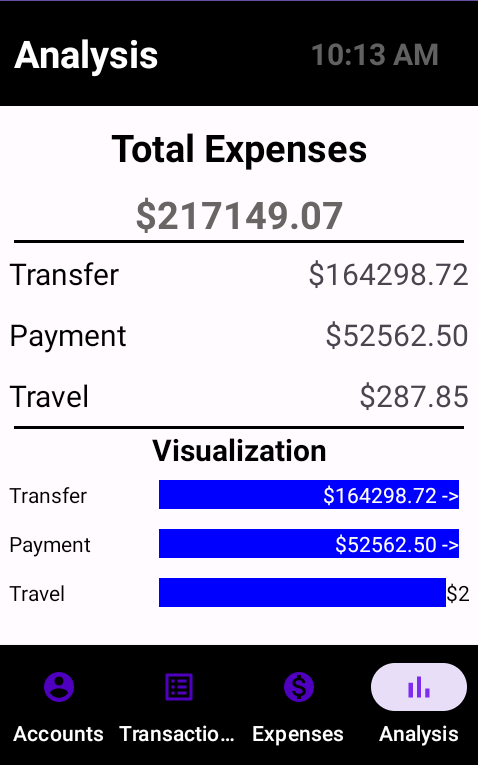 Analysis 10:13 AM
Total Expenses
$217149.07
Transfer $164298.72
Payment $52562.50
Travel $287.85
Visualization
Transfer $164298.72 ->
Payment $52562.50 ->
Travel $2
Accounts Transactio... Expenses Analysis